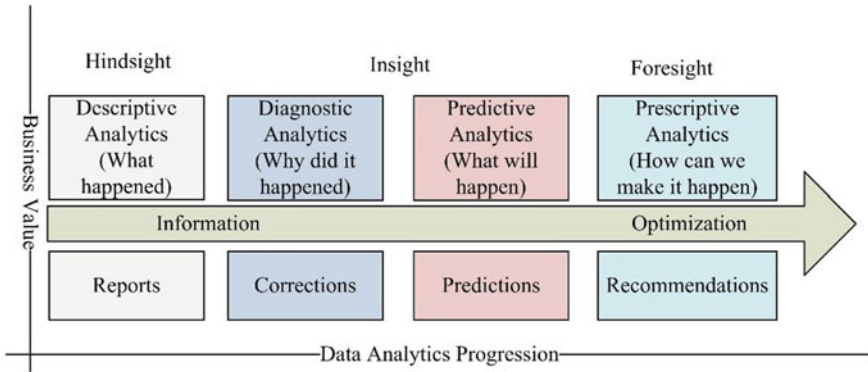 Hindsight
Insight
Foresight
Descriptive
Analytics
(What
happened)
Diagnostic
Analytics
(Why did it
happened)
Predictive
Analytics
(What will
happen)
Prescriptive
Analytics
(How can we
make it happen)
Information
Optimization
Reports
Corrections
Predictions
Recommendations
Business Value
Data Analytics Progression